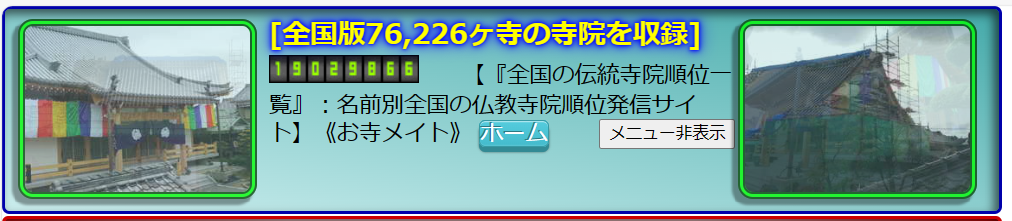 [全国版76,226ヶ寺の寺院を収録]
19029866 【『全国の伝統寺院順位一
覧』：名前別全国の仏教寺院順位発信サイ
ト】《お寺メイト》 ホーム メニュー非表示